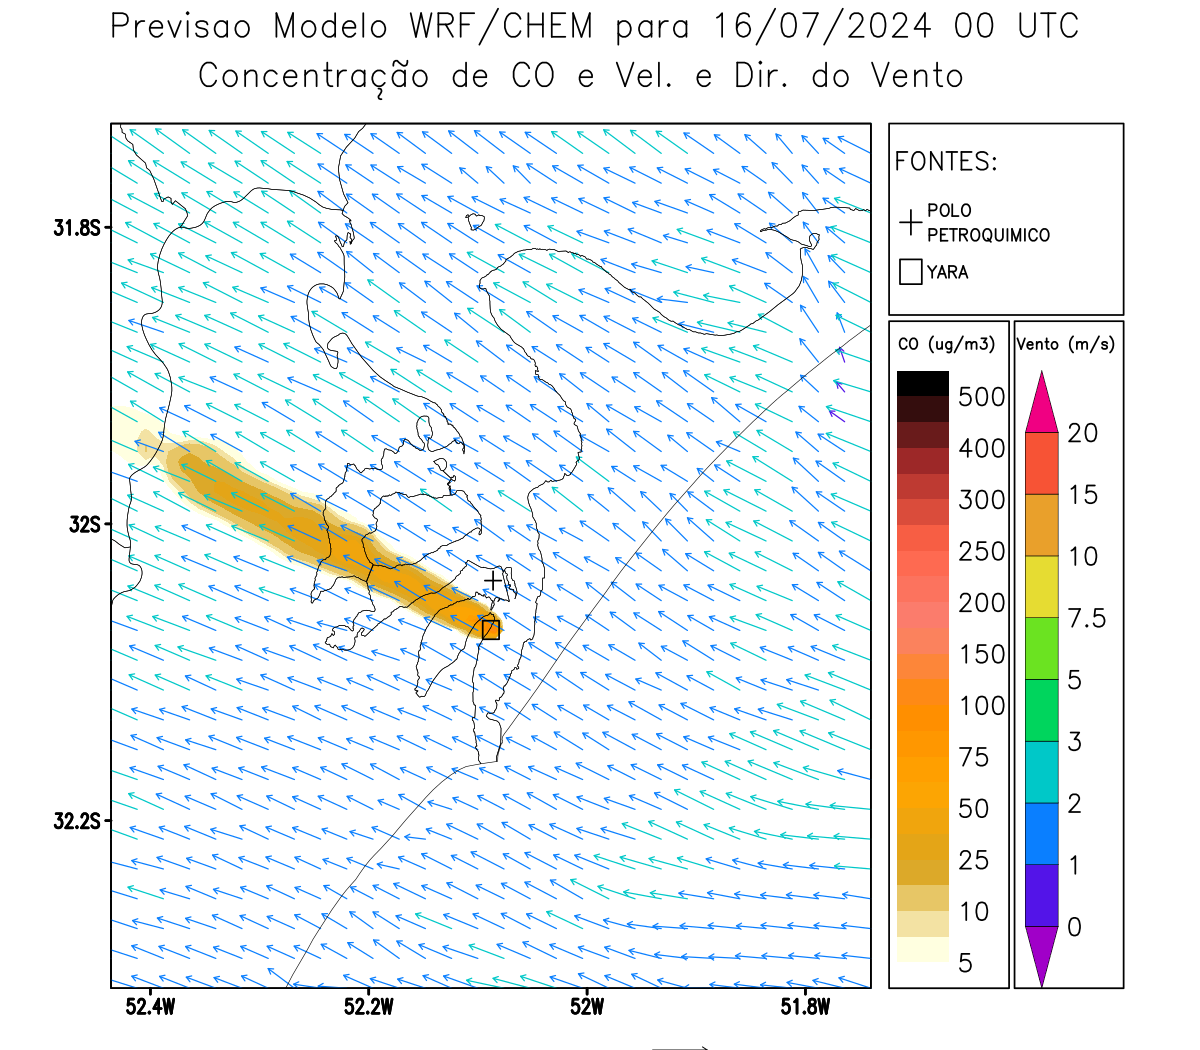 Previsao Modelo WRF/CHEM para 16/07/2024 00 UTC
Concentração de CO e Vel. e Dir. do Vento
FONTES:
POLO
PETROQUIMICO
YARA
CO (ug/m3)
500
400
300
250
200
150
100
75
50
25
10
5
Vento (m/s)
20
15
10
7.5
5
3
2
1
0
31.8S
32S
32.2S
52.4W
52.2W
52W
51.8W